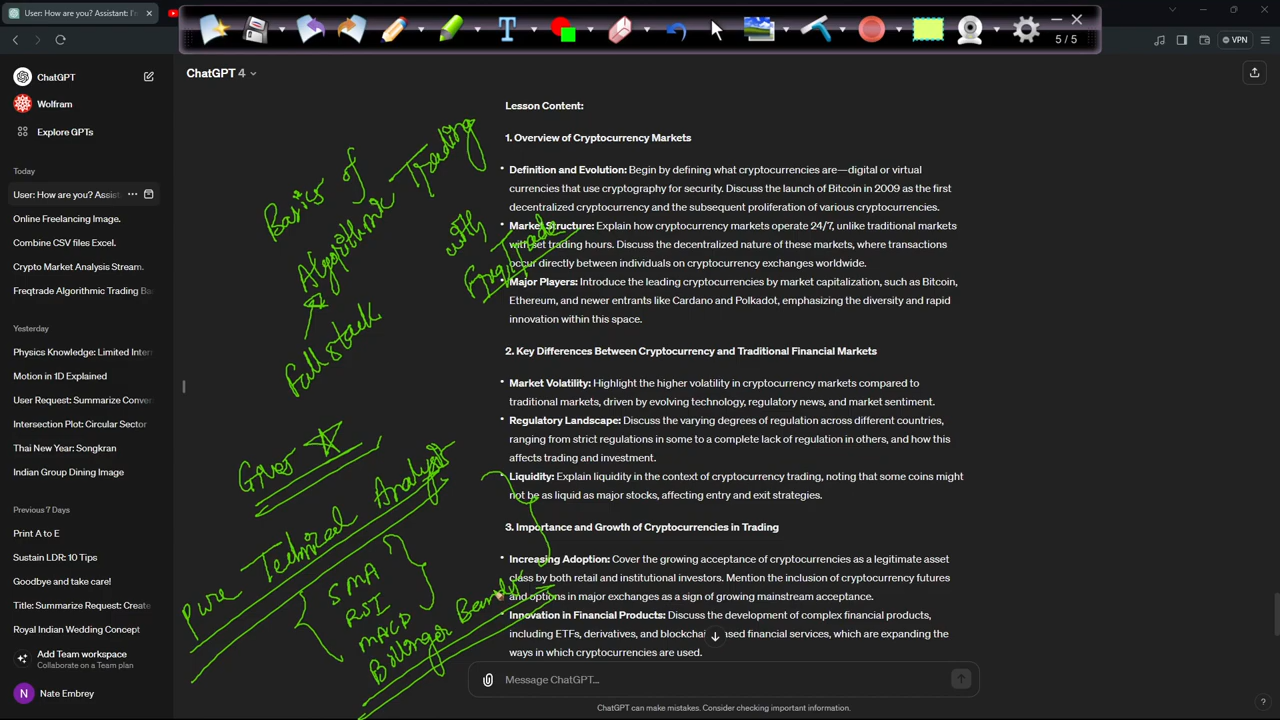 User: How are you? Assistant: I'm
5 / 5
VPN
ChatGPT
Wolfram
Explore GPTs
Today
User: How are you? Assista
Online Freelancing Image.
Combine CSV files Excel.
Crypto Market Analysis Stream.
Freqtrade Algorithmic Trading Ba
Yesterday
Physics Knowledge: Limited Inter
Motion in 1D Explained
User Request: Summarize Conver
Intersection Plot: Circular Sector
Thai New Year: Songkran
Indian Group Dining Image
Previous 7 Days
Print A to E
Sustain LDR: 10 Tips
Goodbye and take care!
Title: Summarize Request: Create
Royal Indian Wedding Concept
Add Team workspace
Collaborate on a Team plan
N
Nate Embrey
ChatGPT 4
Basics of
Algorithmic Trading
with
FreqTrade
Full stack
Gives
Pure Technical Analysis
SMA
RSI
MACD
Bollinger Bands
Lesson Content:
1. Overview of Cryptocurrency Markets
• Definition and Evolution: Begin by defining what cryptocurrencies are—digital or virtual
currencies that use cryptography for security. Discuss the launch of Bitcoin in 2009 as the first
decentralized cryptocurrency and the subsequent proliferation of various cryptocurrencies.
• Market Structure: Explain how cryptocurrency markets operate 24/7, unlike traditional markets
with set trading hours. Discuss the decentralized nature of these markets, where transactions
occur directly between individuals on cryptocurrency exchanges worldwide.
• Major Players: Introduce the leading cryptocurrencies by market capitalization, such as Bitcoin,
Ethereum, and newer entrants like Cardano and Polkadot, emphasizing the diversity and rapid
innovation within this space.
2. Key Differences Between Cryptocurrency and Traditional Financial Markets
• Market Volatility: Highlight the higher volatility in cryptocurrency markets compared to
traditional markets, driven by evolving technology, regulatory news, and market sentiment.
• Regulatory Landscape: Discuss the varying degrees of regulation across different countries,
ranging from strict regulations in some to a complete lack of regulation in others, and how this
affects trading and investment.
• Liquidity: Explain liquidity in the context of cryptocurrency trading, noting that some coins might
not be as liquid as major stocks, affecting entry and exit strategies.
3. Importance and Growth of Cryptocurrencies in Trading
• Increasing Adoption: Cover the growing acceptance of cryptocurrencies as a legitimate asset
class by both retail and institutional investors. Mention the inclusion of cryptocurrency futures
and options in major exchanges as a sign of growing mainstream acceptance.
• Innovation in Financial Products: Discuss the development of complex financial products,
including ETFs, derivatives, and blockchain-based financial services, which are expanding the
ways in which cryptocurrencies are used.
Message ChatGPT...
ChatGPT can make mistakes. Consider checking important information.
?